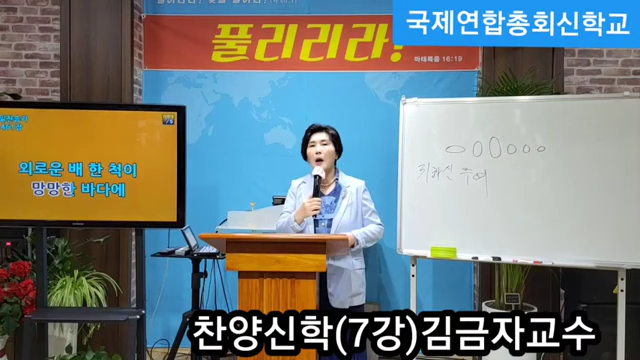 국제연합총회신학교
풀리리라!
마태복음 16:19
외로운 배 한 척이
망망한 바다에
찬양신학(7강)김금자교수